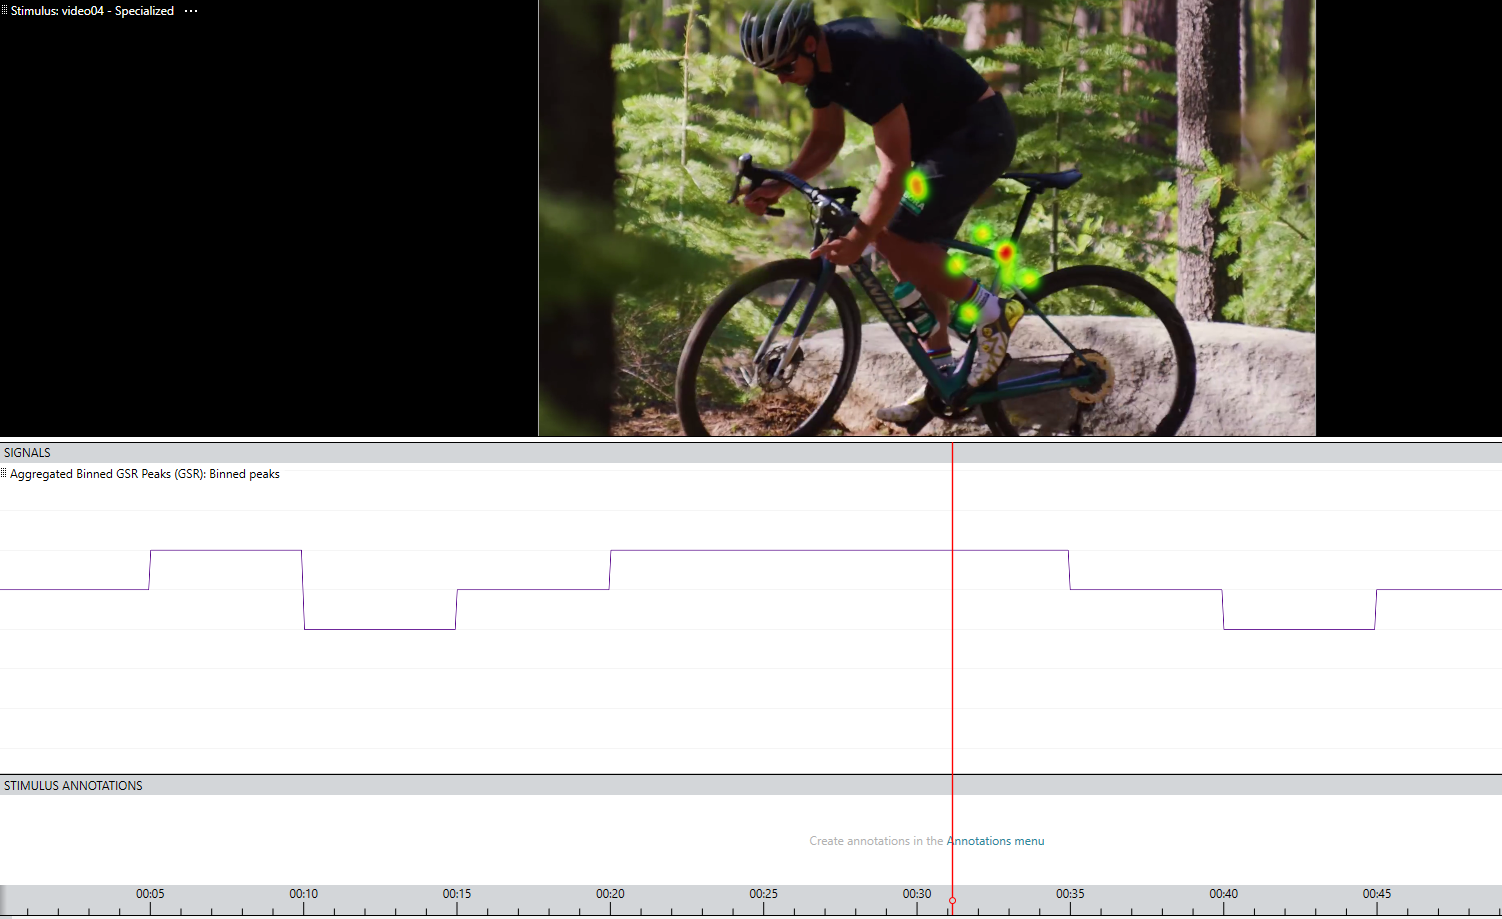 Stimulus: video04 - Specialized ...
SIGNALS
Aggregated Binned GSR Peaks (GSR): Binned peaks
STIMULUS ANNOTATIONS
Create annotations in the Annotations menu
00:05 00:10 00:15 00:20 00:25 00:30 00:35 00:40 00:45